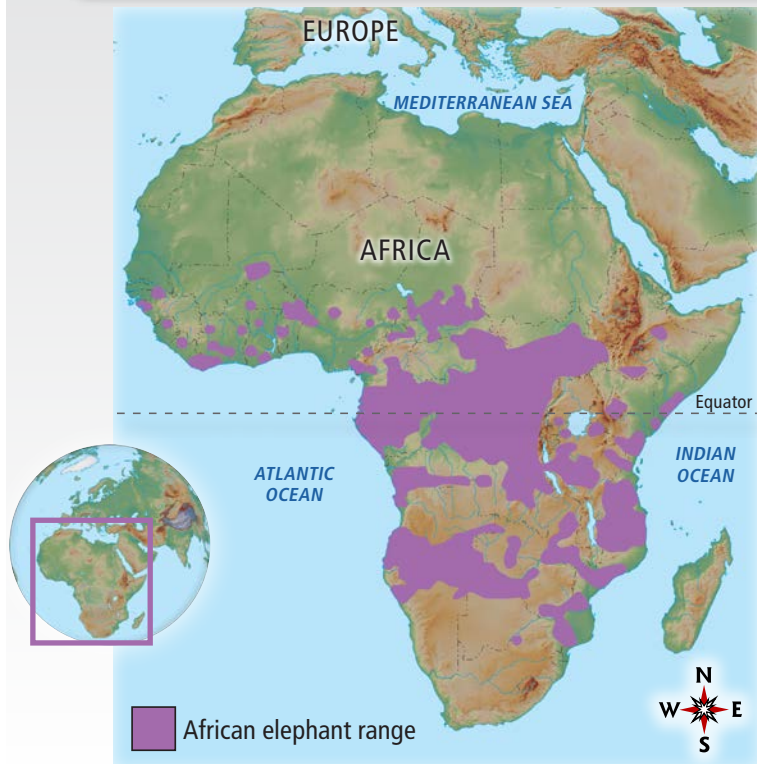 EUROPE
MEDITERRANEAN SEA
AFRICA
Equator
ATLANTIC
OCEAN
INDIAN
OCEAN
N
W E
S
African elephant range